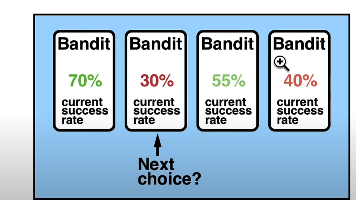 Bandit Bandit Bandit Bandit
70% 30% 55% 40%
current current current current
success success success success
rate rate rate rate
Next
choice?